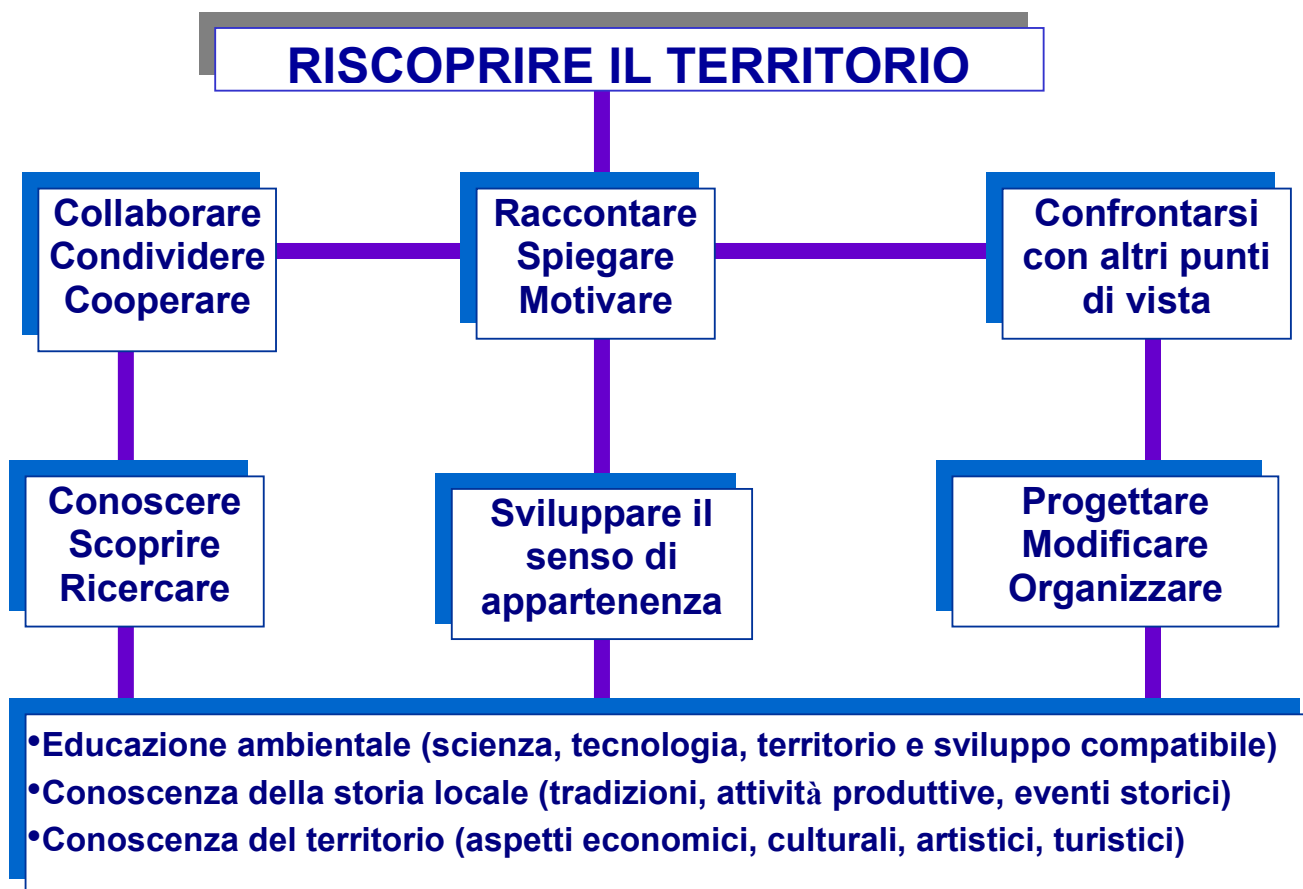 RISCOPRIRE IL TERRITORIO
Collaborare
Condividere
Cooperare
Raccontare
Spiegare
Motivare
Confrontarsi
con altri punti
di vista
Conoscere
Scoprire
Ricercare
Sviluppare il
senso di
appartenenza
Progettare
Modificare
Organizzare
•Educazione ambientale (scienza, tecnologia, territorio e sviluppo compatibile)
•Conoscenza della storia locale (tradizioni, attività produttive, eventi storici)
•Conoscenza del territorio (aspetti economici, culturali, artistici, turistici)